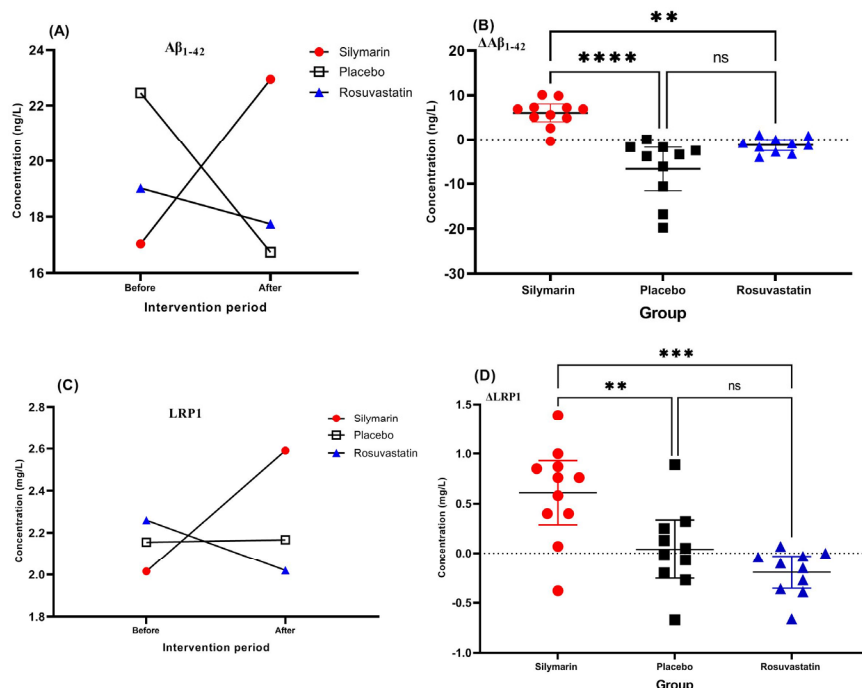 (A)
Aβ1-42
24
22
20
18
16
Concentration (ng/L)
Before
After
Intervention period
Silymarin
Placebo
Rosuvastatin
(B)
ΔAβ1-42
**
****
ns
20
10
0
-10
-20
-30
Concentration (ng/L)
Silymarin
Placebo
Rosuvastatin
Group
(C)
LRP1
2.8
2.6
2.4
2.2
2.0
1.8
Concentration (mg/L)
Before
After
Intervention period
Silymarin
Placebo
Rosuvastatin
(D)
ΔLRP1
***
**
ns
1.5
1.0
0.5
0.0
-0.5
-1.0
Concentration (mg/L)
Silymarin
Placebo
Rosuvastatin
Group